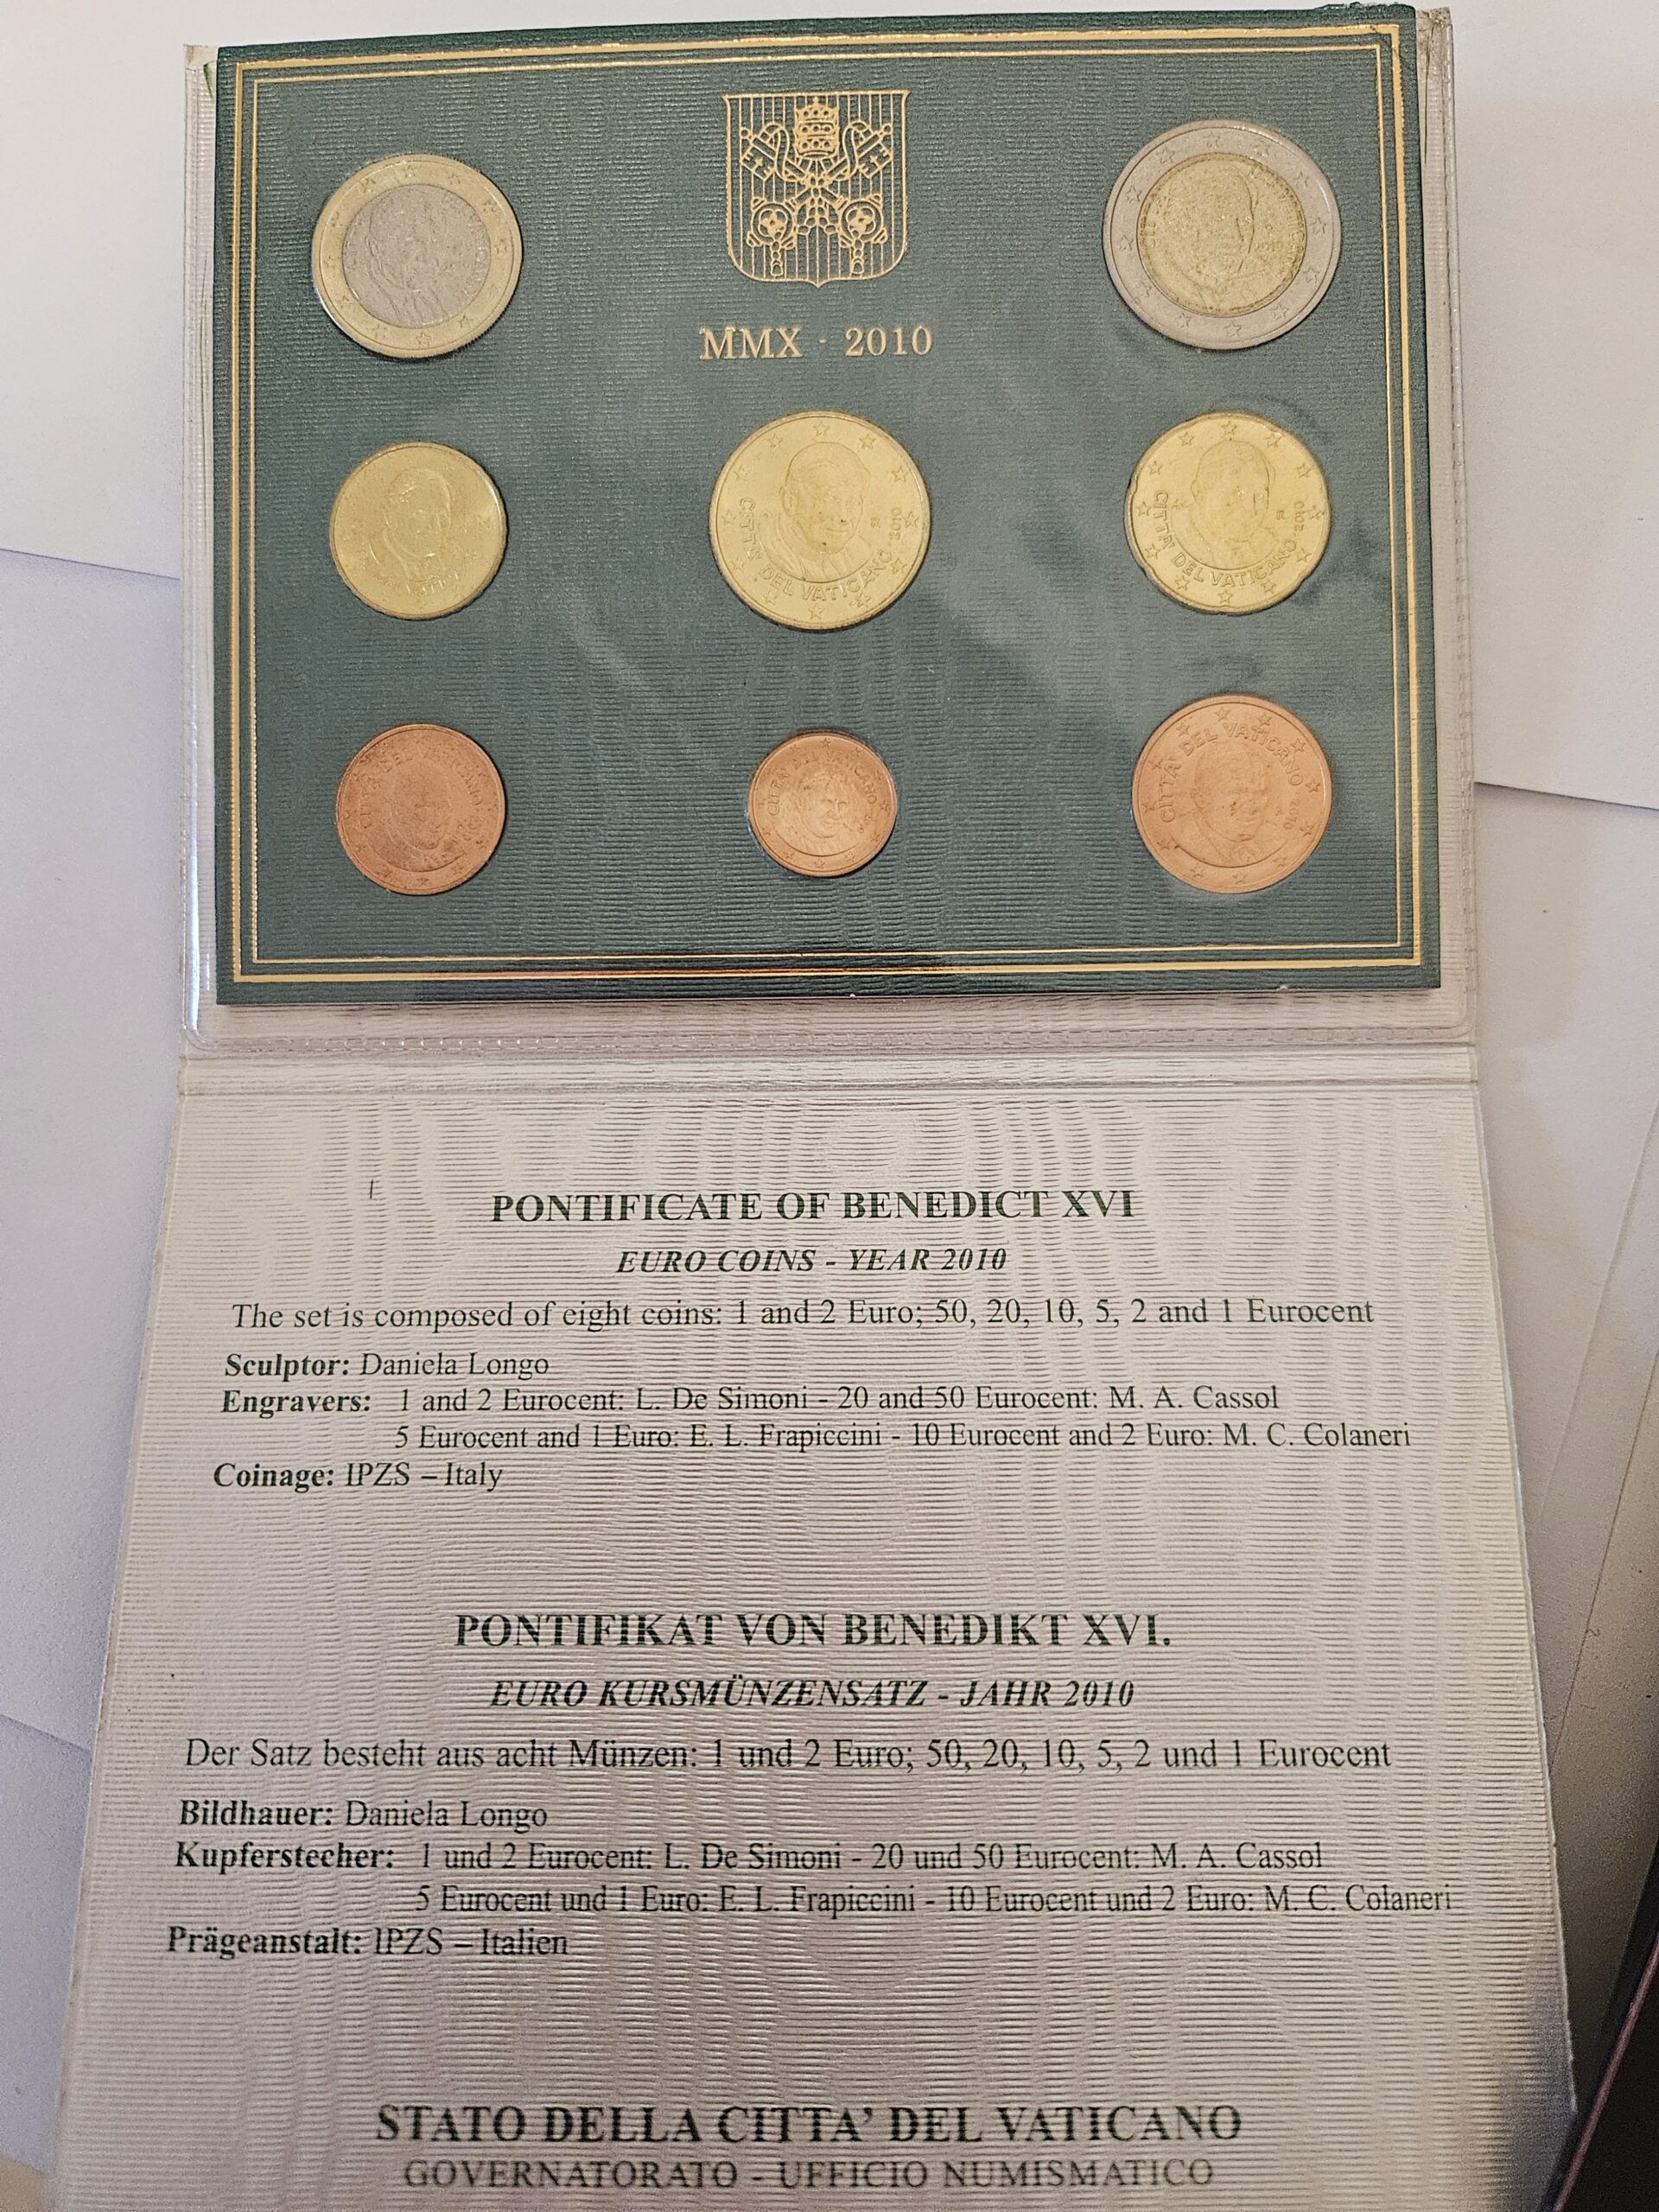 MMX · 2010
CITTA' DEL VATICANO 2010
R
CITTA' DEL VATICANO 2010
R
CITTA' DEL VATICANO
CITTA' DEL VATICANO
CITTA' DEL VATICANO 2010
PONTIFICATE OF BENEDICT XVI
EURO COINS - YEAR 2010
The set is composed of eight coins: 1 and 2 Euro; 50, 20, 10, 5, 2 and 1 Eurocent
Sculptor: Daniela Longo
Engravers: 1 and 2 Eurocent: L. De Simoni - 20 and 50 Eurocent: M. A. Cassol
5 Eurocent and 1 Euro: E. L. Frapiccini - 10 Eurocent and 2 Euro: M. C. Colaneri
Coinage: IPZS – Italy
PONTIFIKAT VON BENEDIKT XVI.
EURO KURSMÜNZENSATZ - JAHR 2010
Der Satz besteht aus acht Münzen: 1 und 2 Euro; 50, 20, 10, 5, 2 und 1 Eurocent
Bildhauer: Daniela Longo
Kupferstecher: 1 und 2 Eurocent: L. De Simoni - 20 und 50 Eurocent: M. A. Cassol
5 Eurocent und 1 Euro: E. L. Frapiccini - 10 Eurocent und 2 Euro: M. C. Colaneri
Prägeanstalt: IPZS – Italien
STATO DELLA CITTA' DEL VATICANO
GOVERNATORATO - UFFICIO NUMISMATICO